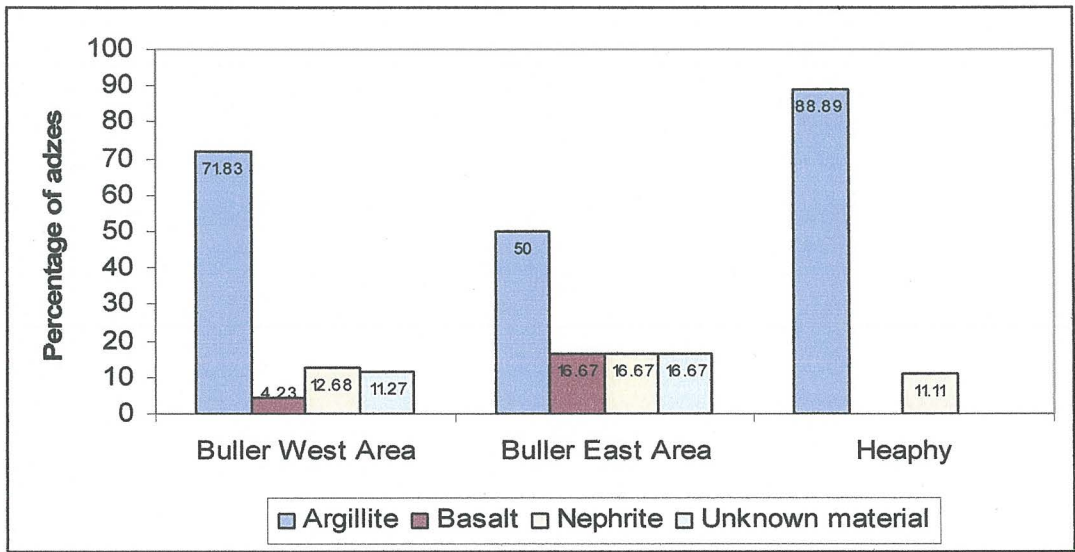 Percentage of adzes
100
90
80
70
60
50
40
30
20
10
0
71.83
4.23
12.68
11.27
50
16.67
16.67
16.67
88.89
11.11
Buller West Area
Buller East Area
Heaphy
Argillite
Basalt
Nephrite
Unknown material